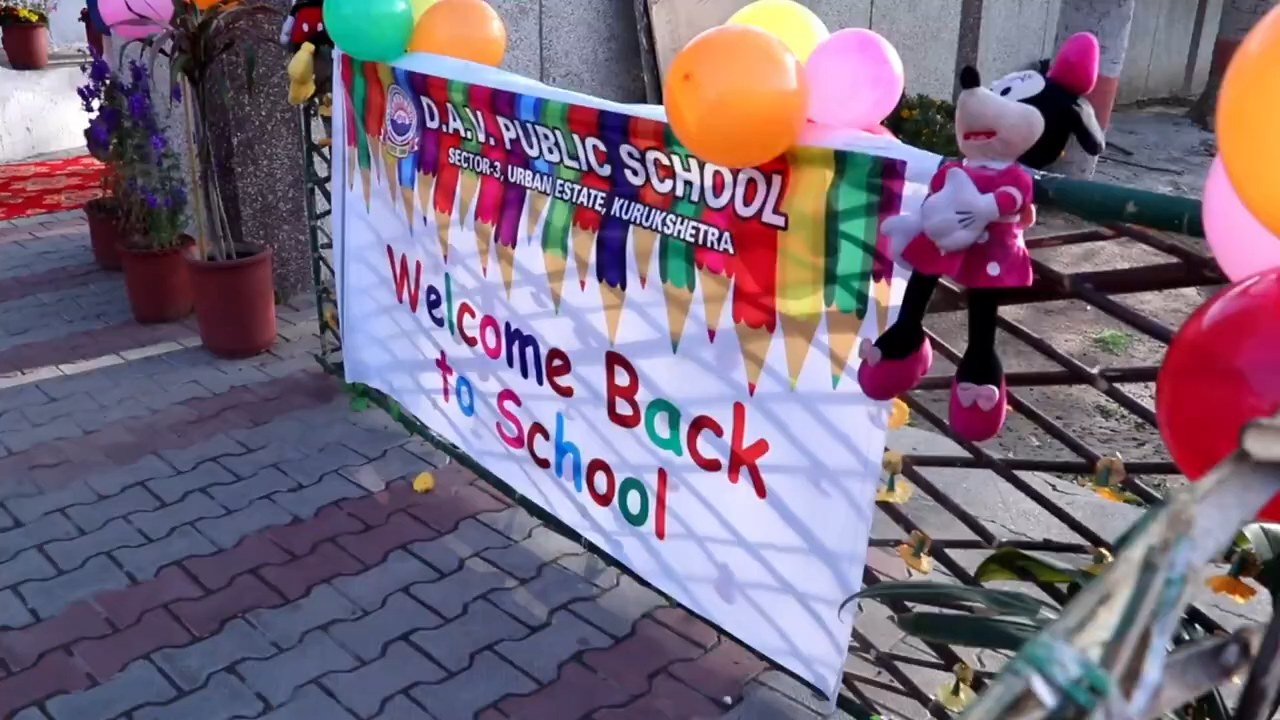 D.A.V. PUBLIC SCHOOL
SECTOR-3, URBAN ESTATE, KURUKSHETRA
Welcome Back
to School